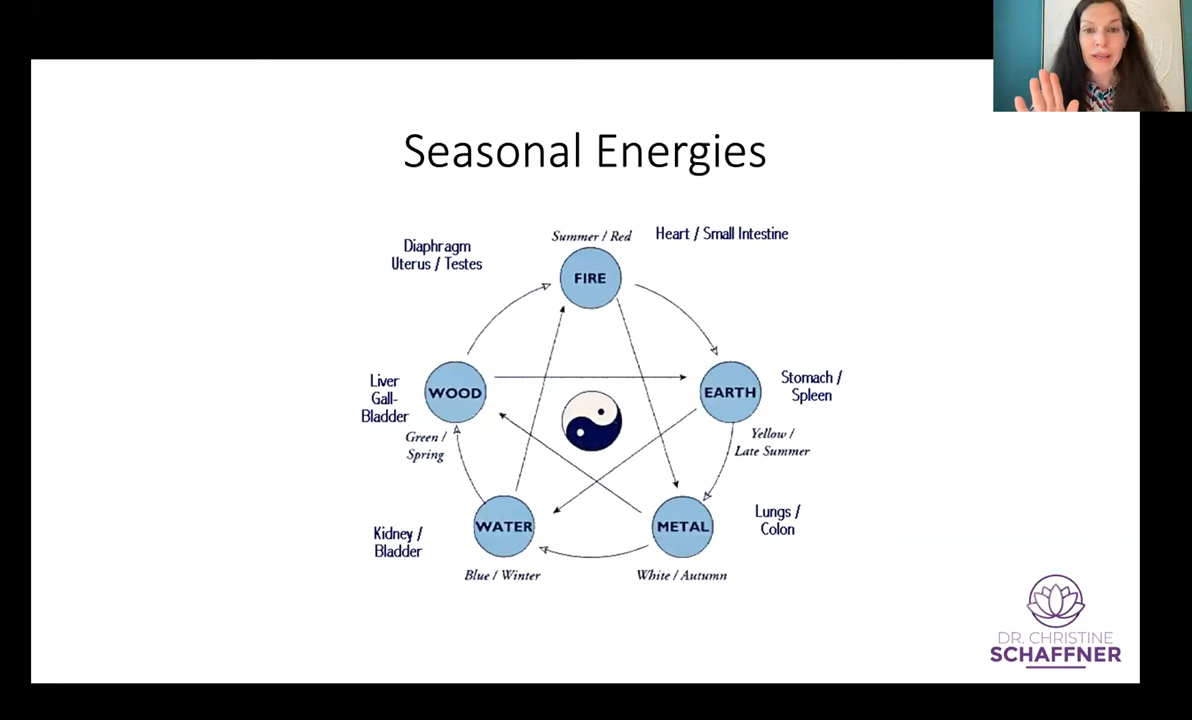 Seasonal Energies
Diaphragm
Uterus / Testes
Summer / Red
Heart / Small Intestine
FIRE
Liver
Gall-
Bladder
WOOD
Green /
Spring
EARTH
Stomach /
Spleen
Yellow /
Late Summer
Kidney /
Bladder
WATER
Blue / Winter
METAL
White / Autumn
Lungs /
Colon
DR. CHRISTINE
SCHAFFNER